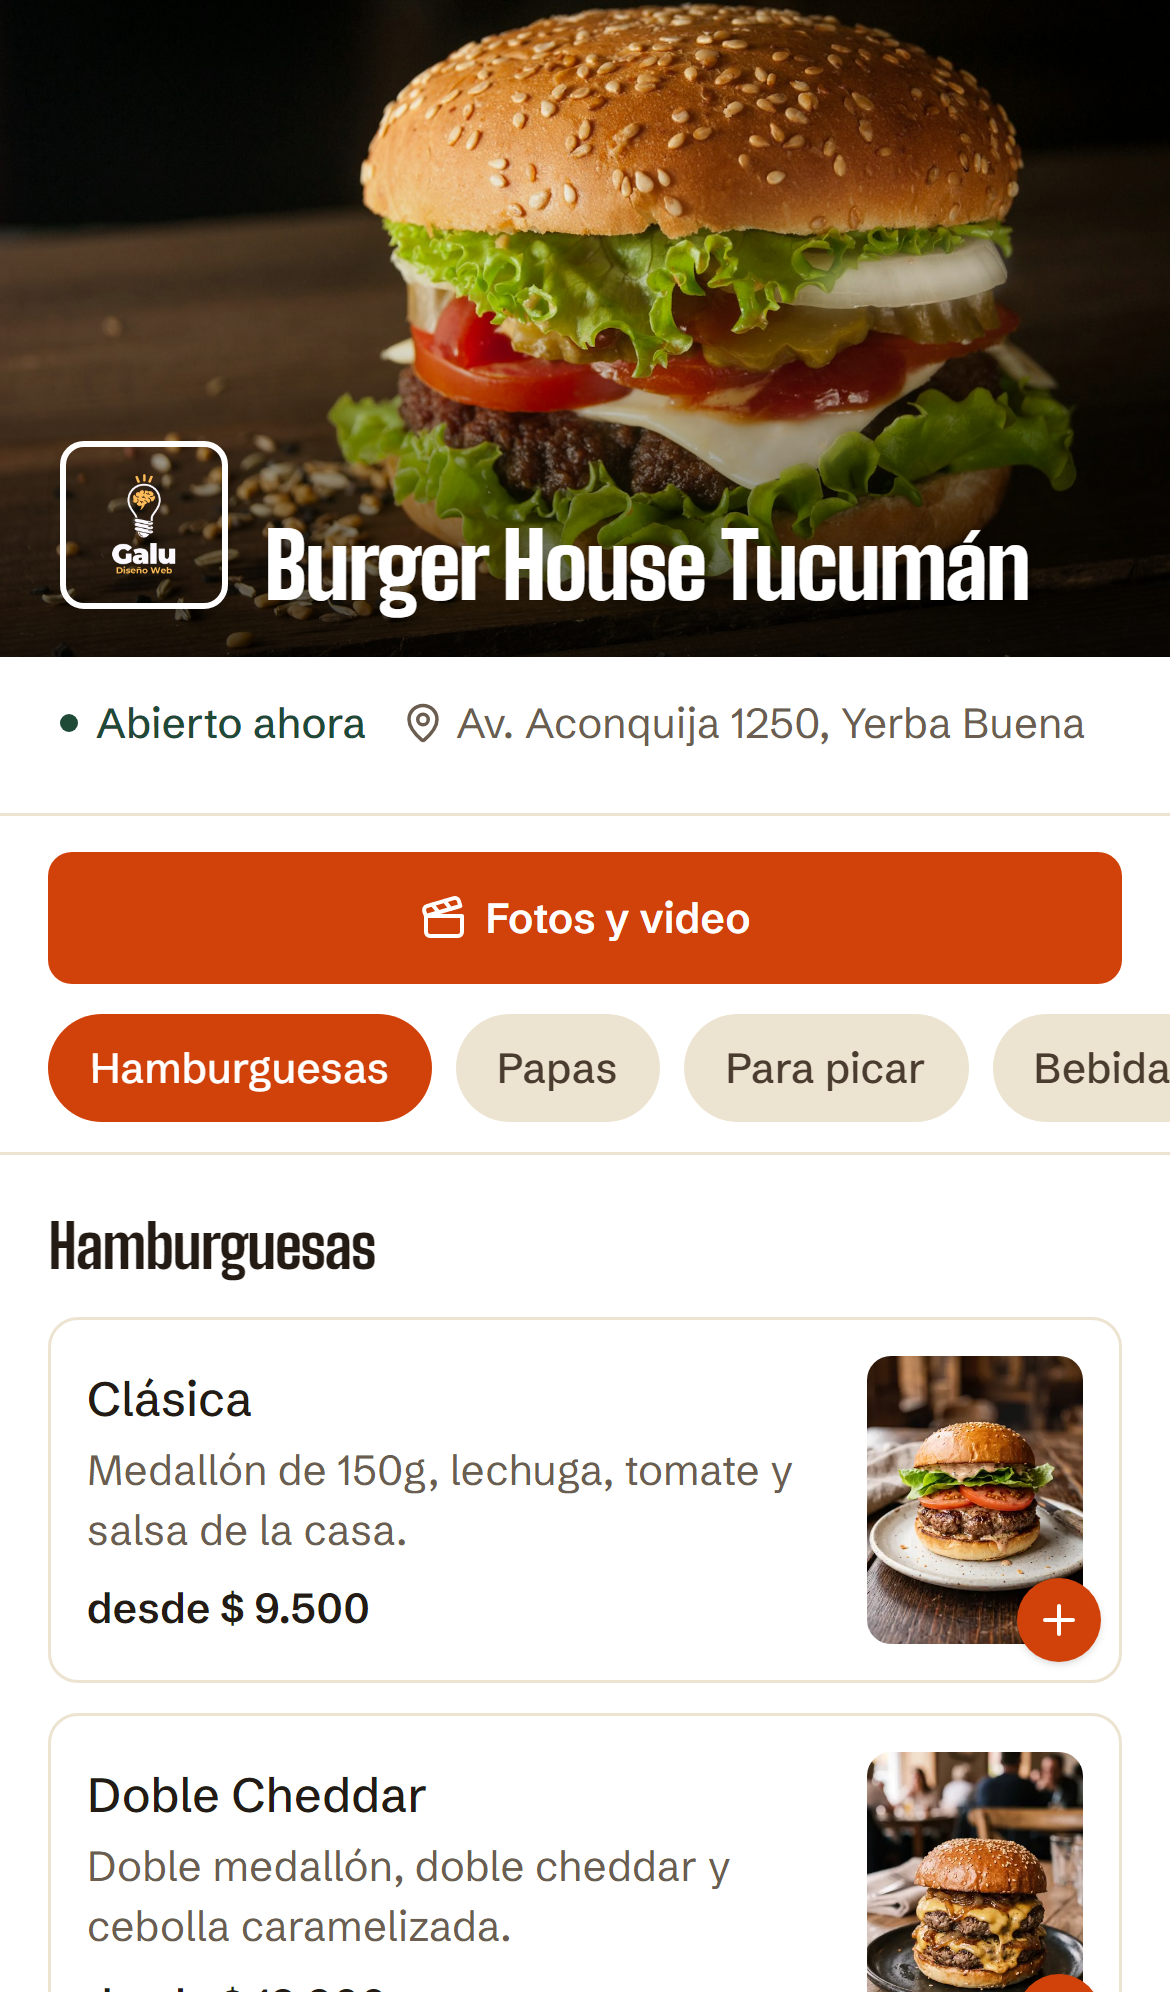 Galu
Diseño Web
Burger House Tucumán
Abierto ahora
Av. Aconquija 1250, Yerba Buena
Fotos y video
Hamburguesas
Papas
Para picar
Bebida
Hamburguesas
Clásica
Medallón de 150g, lechuga, tomate y
salsa de la casa.
desde $ 9.500
Doble Cheddar
Doble medallón, doble cheddar y
cebolla caramelizada.